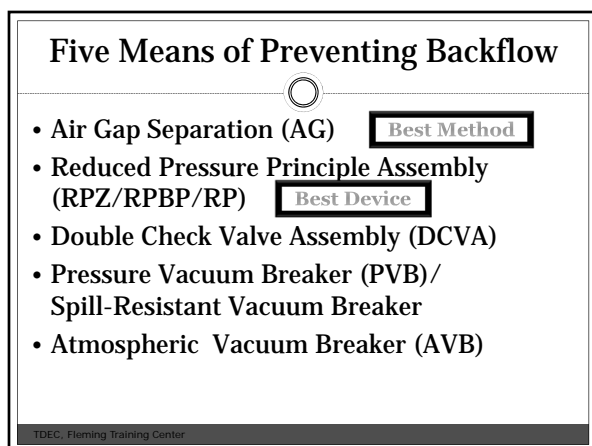 Five Means of Preventing Backflow
• Air Gap Separation (AG) Best Method
• Reduced Pressure Principle Assembly
(RPZ/RPBP/RP) Best Device
• Double Check Valve Assembly (DCVA)
• Pressure Vacuum Breaker (PVB)/
Spill-Resistant Vacuum Breaker
• Atmospheric Vacuum Breaker (AVB)
TDEC, Fleming Training Center